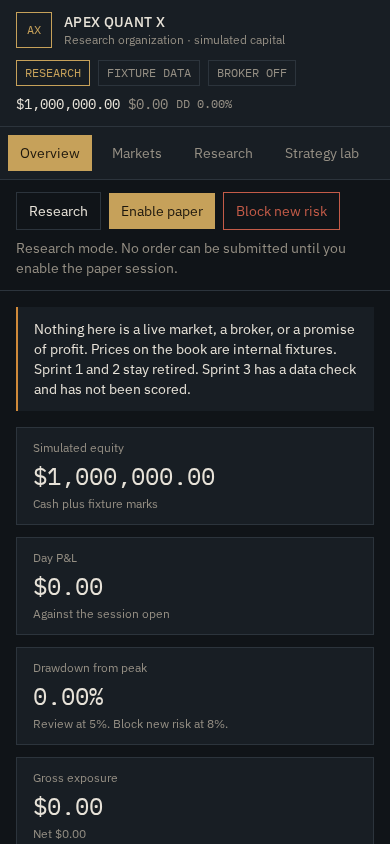 AX
APEX QUANT X
Research organization · simulated capital
RESEARCH FIXTURE DATA BROKER OFF
$1,000,000.00 $0.00 DD 0.00%
Overview Markets Research Strategy lab
Research Enable paper Block new risk
Research mode. No order can be submitted until you
enable the paper session.
Nothing here is a live market, a broker, or a promise
of profit. Prices on the book are internal fixtures.
Sprint 1 and 2 stay retired. Sprint 3 has a data check
and has not been scored.
Simulated equity
$1,000,000.00
Cash plus fixture marks
Day P&L
$0.00
Against the session open
Drawdown from peak
0.00%
Review at 5%. Block new risk at 8%.
Gross exposure
$0.00
Net $0.00